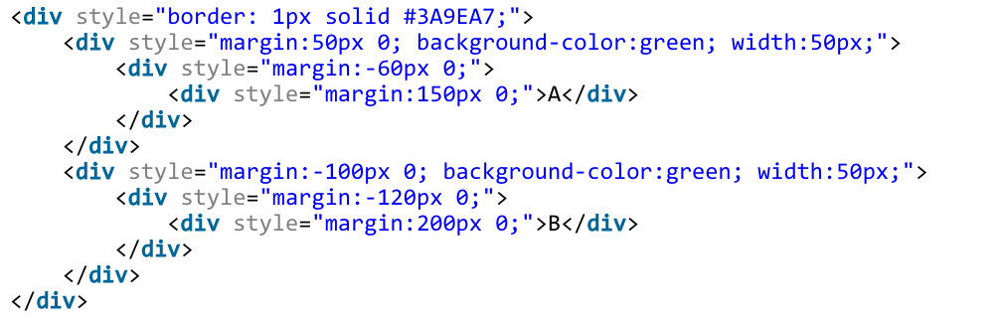 <div style="border: 1px solid #3A9EA7;">
    <div style="margin:50px 0; background-color:green; width:50px;">
        <div style="margin:-60px 0;">
            <div style="margin:150px 0;">A</div>
        </div>
    </div>
    <div style="margin:-100px 0; background-color:green; width:50px;">
        <div style="margin:-120px 0;">
            <div style="margin:200px 0;">B</div>
        </div>
    </div>
</div>